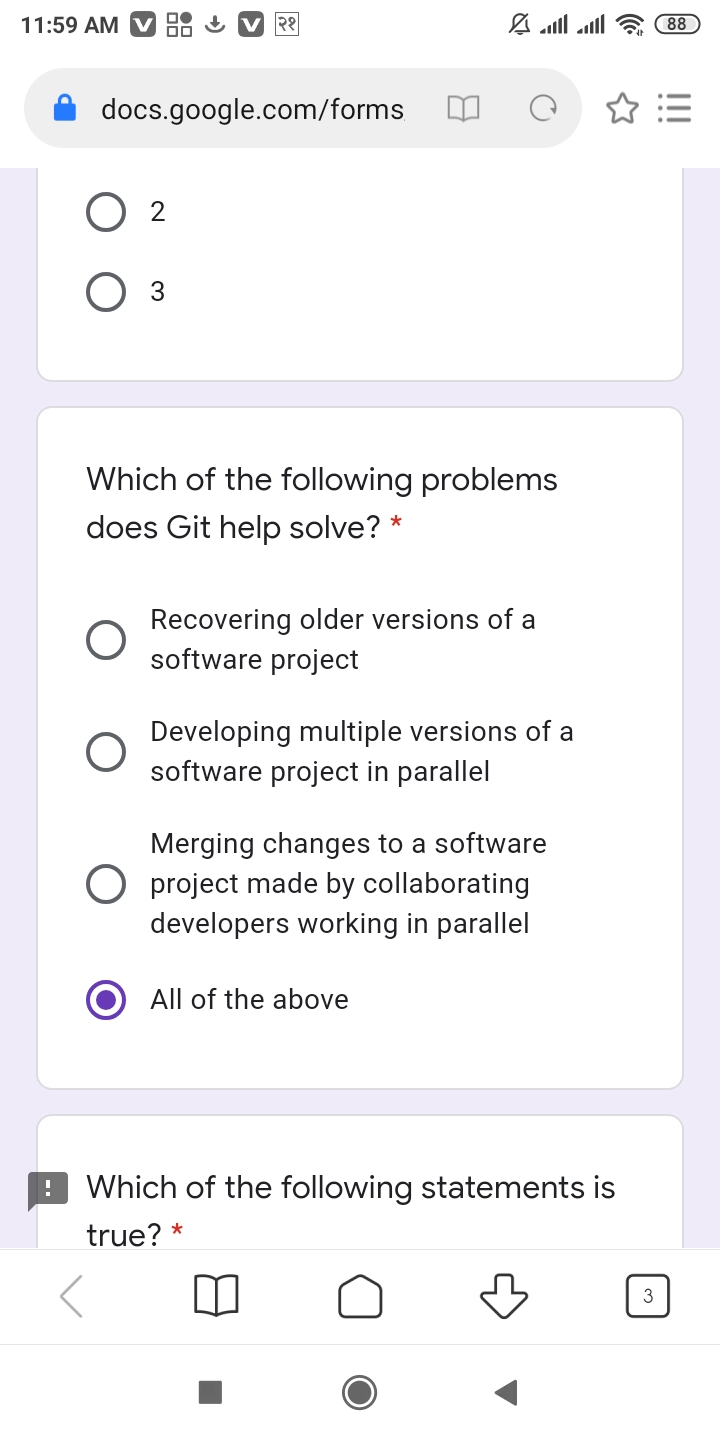 11:59 AM
२१
88
docs.google.com/forms
2
3
Which of the following problems
does Git help solve? *
Recovering older versions of a
software project
Developing multiple versions of a
software project in parallel
Merging changes to a software
project made by collaborating
developers working in parallel
All of the above
Which of the following statements is
true? *
3